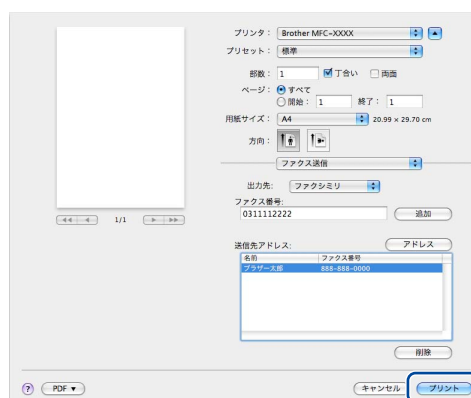 プリンタ： Brother MFC-XXXX
プリセット： 標準
部数： 1 丁合い 両面
ページ： すべて
開始： 1 終了： 1
用紙サイズ： A4 20.99 x 29.70 cm
方向：
ファクス送信
出力先： ファクシミリ
ファクス番号:
0311112222 追加
1/1
送信先アドレス: アドレス
名前 ファクス番号
ブラザー太郎 888-888-0000
削除
? PDF▼ キャンセル プリント